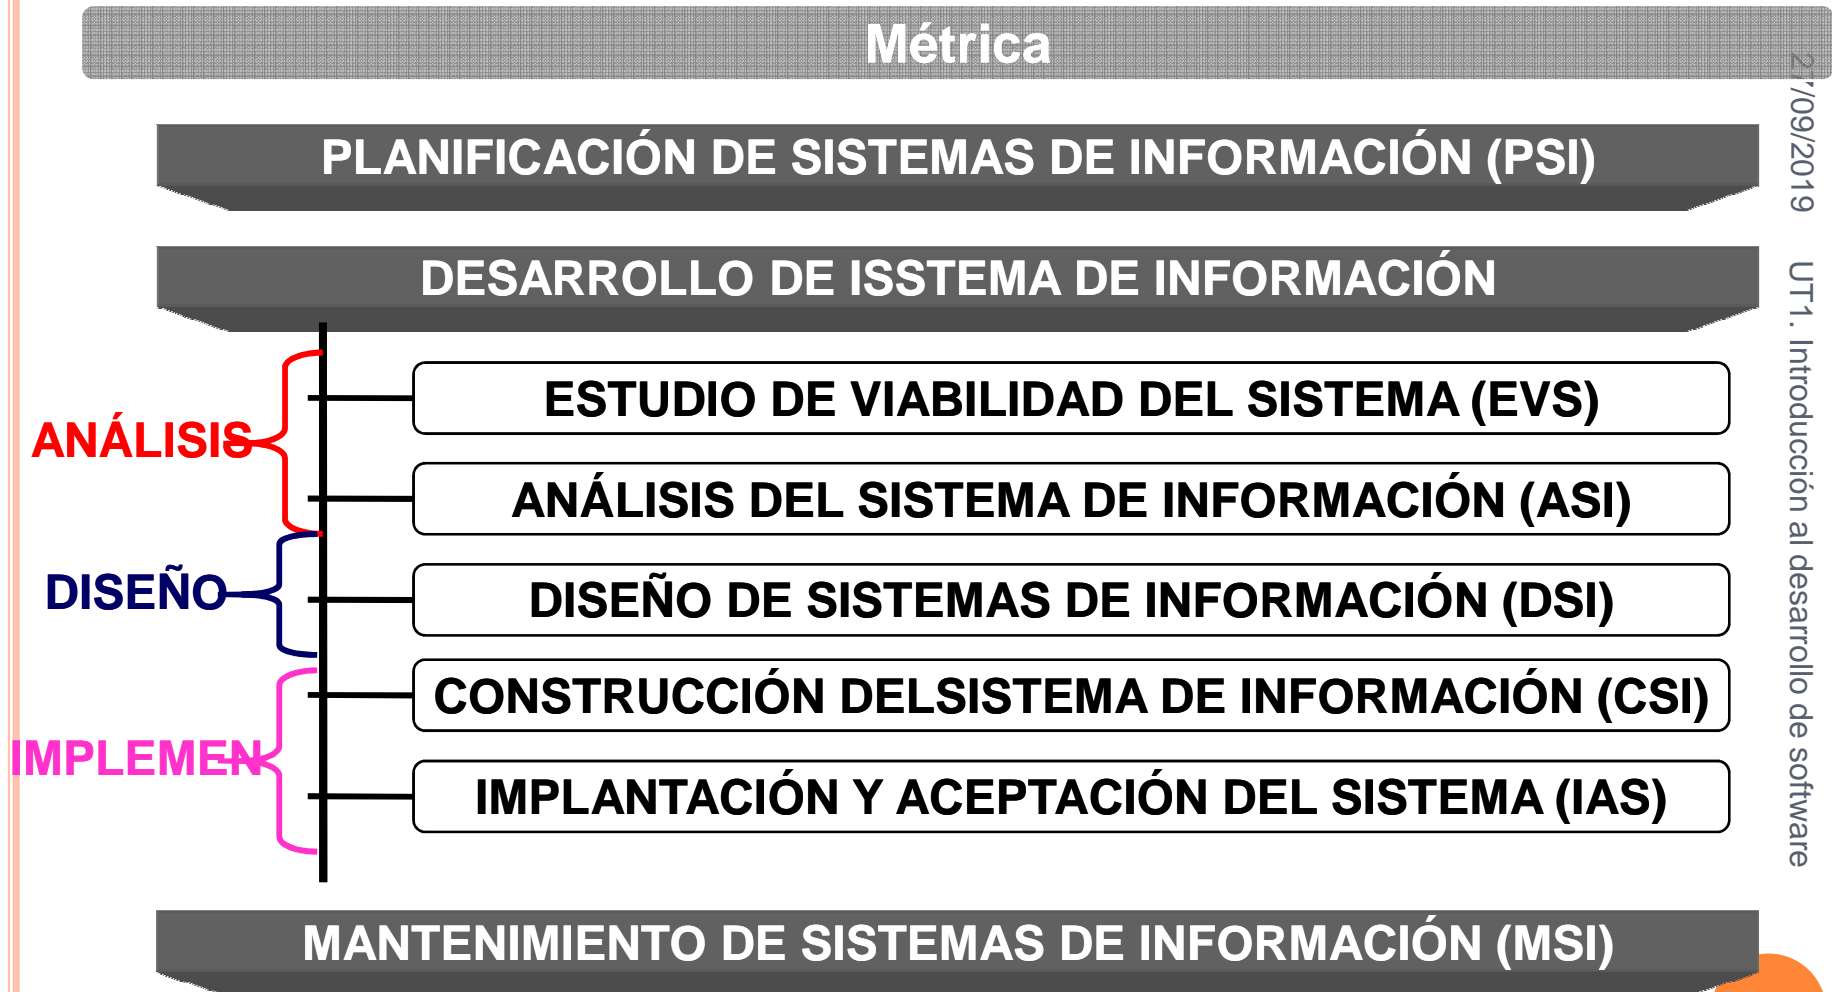 Métrica
PLANIFICACIÓN DE SISTEMAS DE INFORMACIÓN (PSI)
DESARROLLO DE ISSTEMA DE INFORMACIÓN
ANÁLISIS
ESTUDIO DE VIABILIDAD DEL SISTEMA (EVS)
ANÁLISIS DEL SISTEMA DE INFORMACIÓN (ASI)
DISEÑO
DISEÑO DE SISTEMAS DE INFORMACIÓN (DSI)
IMPLEMEN
CONSTRUCCIÓN DELSISTEMA DE INFORMACIÓN (CSI)
IMPLANTACIÓN Y ACEPTACIÓN DEL SISTEMA (IAS)
MANTENIMIENTO DE SISTEMAS DE INFORMACIÓN (MSI)
27/09/2019
UT1. Introducción al desarrollo de software